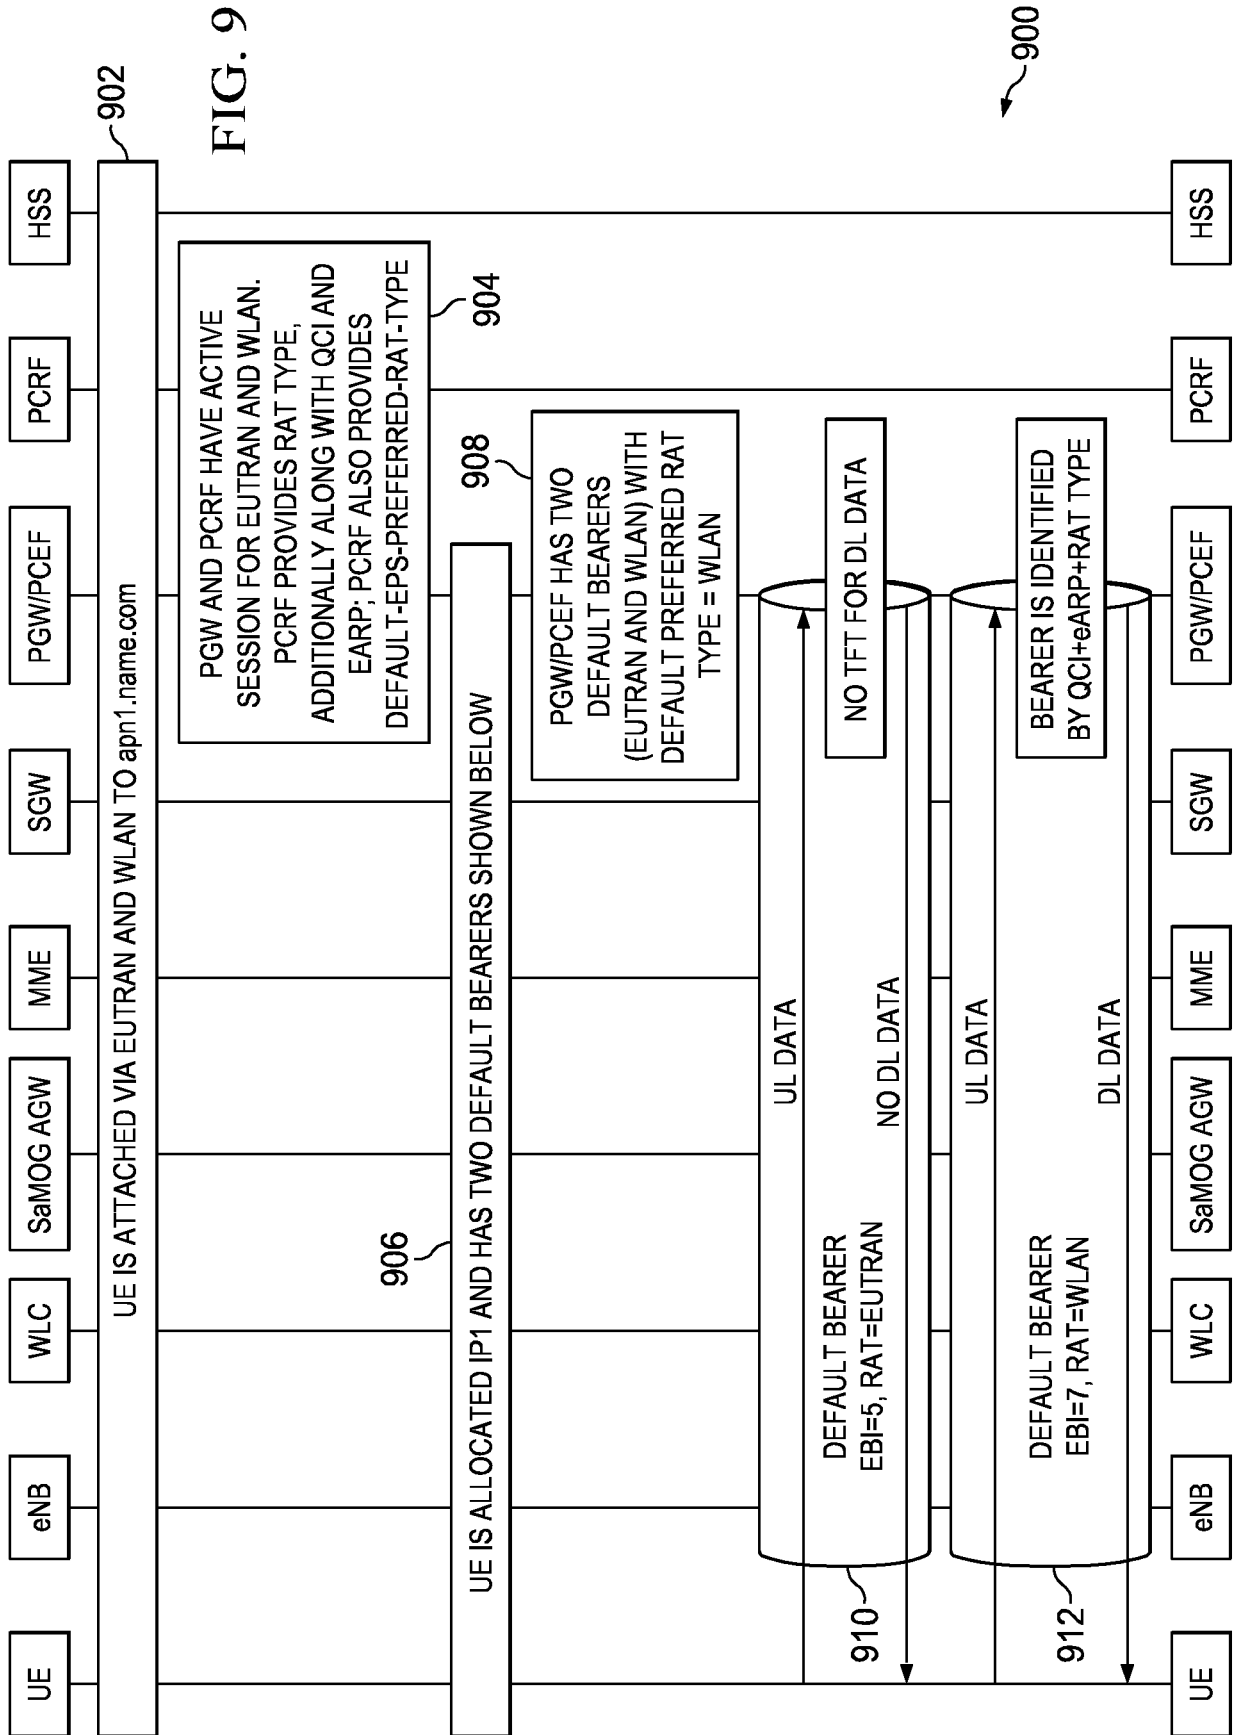 UE
eNB
WLC
SaMOG AGW
MME
SGW
PGW/PCEF
PCRF
HSS
UE IS ATTACHED VIA EUTRAN AND WLAN TO apn1.name.com
902
PGW AND PCRF HAVE ACTIVE
SESSION FOR EUTRAN AND WLAN.
PCRF PROVIDES RAT TYPE,
ADDITIONALLY ALONG WITH QCI AND
EARP; PCRF ALSO PROVIDES
DEFAULT-EPS-PREFERRED-RAT-TYPE
904
906
UE IS ALLOCATED IP1 AND HAS TWO DEFAULT BEARERS SHOWN BELOW
908
PGW/PCEF HAS TWO
DEFAULT BEARERS
(EUTRAN AND WLAN) WITH
DEFAULT PREFERRED RAT
TYPE = WLAN
UL DATA
DEFAULT BEARER
EBI=5, RAT=EUTRAN
NO TFT FOR DL DATA
NO DL DATA
910
UL DATA
DEFAULT BEARER
EBI=7, RAT=WLAN
BEARER IS IDENTIFIED
BY QCI+eARP+RAT TYPE
DL DATA
912
UE
eNB
WLC
SaMOG AGW
MME
SGW
PGW/PCEF
PCRF
HSS
FIG. 9
900